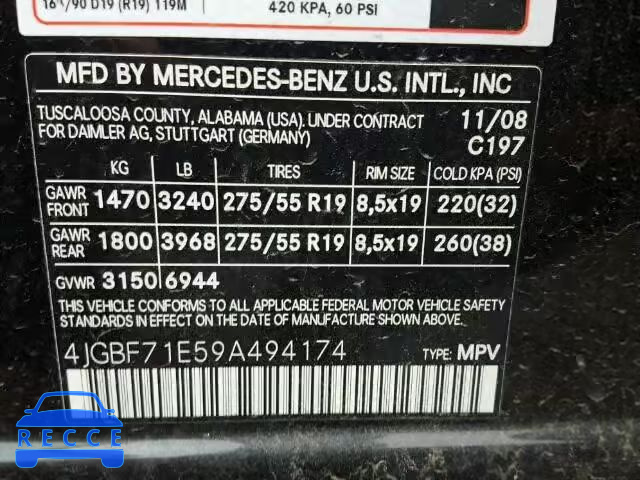 D19 (R19) 119M
420 KPA, 60 PSI
MFD BY MERCEDES-BENZ U.S. INTL., INC
TUSCALOOSA COUNTY, ALABAMA (USA). UNDER CONTRACT 11/08
FOR DAIMLER AG, STUTTGART (GERMANY) C197
KG LB TIRES RIM SIZE COLD KPA (PSI)
GAWR FRONT 1470 3240 275/55 R19 8,5x19 220(32)
GAWR REAR 1800 3968 275/55 R19 8,5x19 260(38)
GVWR 3150 6944
THIS VEHICLE CONFORMS TO ALL APPLICABLE FEDERAL MOTOR VEHICLE SAFETY
STANDARDS IN EFFECT ON THE DATE OF MANUFACTURE SHOWN ABOVE
4JGBF71E59A494174 TYPE: MPV
RECCE